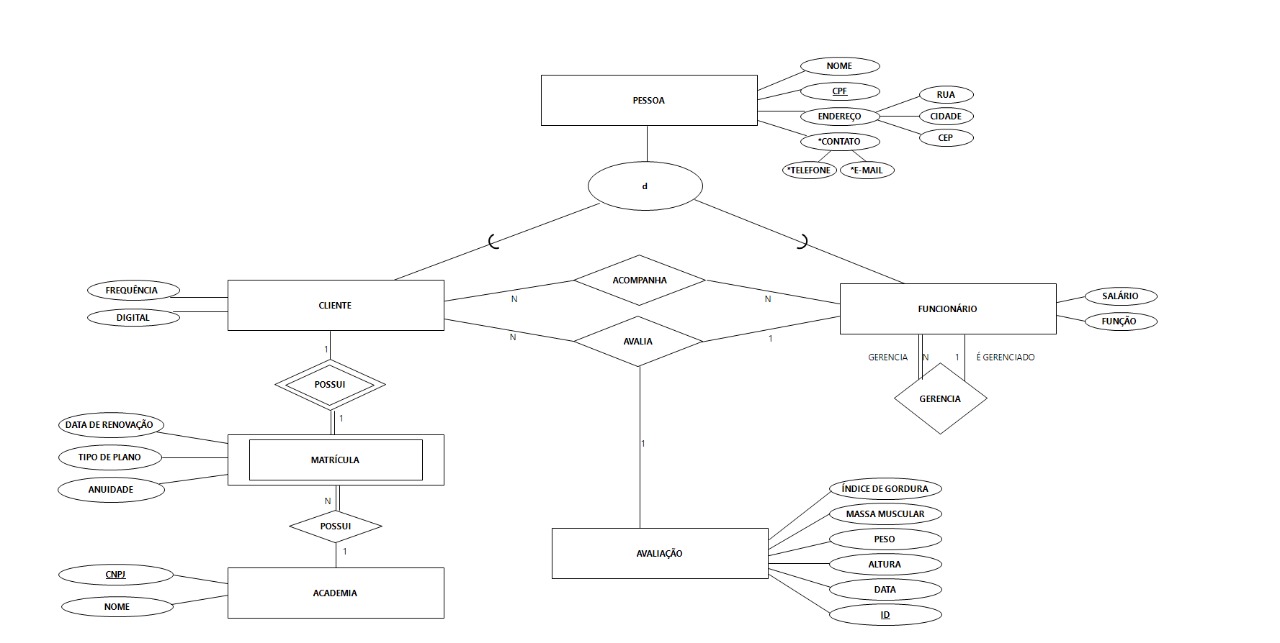 NOME
PESSOA
CPF
RUA
ENDEREÇO
CIDADE
*CONTATO
CEP
*TELEFONE
*E-MAIL
d
FREQUÊNCIA
DIGITAL
CLIENTE
ACOMPANHA
N
N
AVALIA
N
1
FUNCIONÁRIO
SALÁRIO
FUNÇÃO
GERENCIA
N
1
É GERENCIADO
GERENCIA
1
POSSUI
1
DATA DE RENOVAÇÃO
TIPO DE PLANO
ANUIDADE
MATRÍCULA
1
N
POSSUI
1
CNPJ
NOME
ACADEMIA
AVALIAÇÃO
ÍNDICE DE GORDURA
MASSA MUSCULAR
PESO
ALTURA
DATA
ID